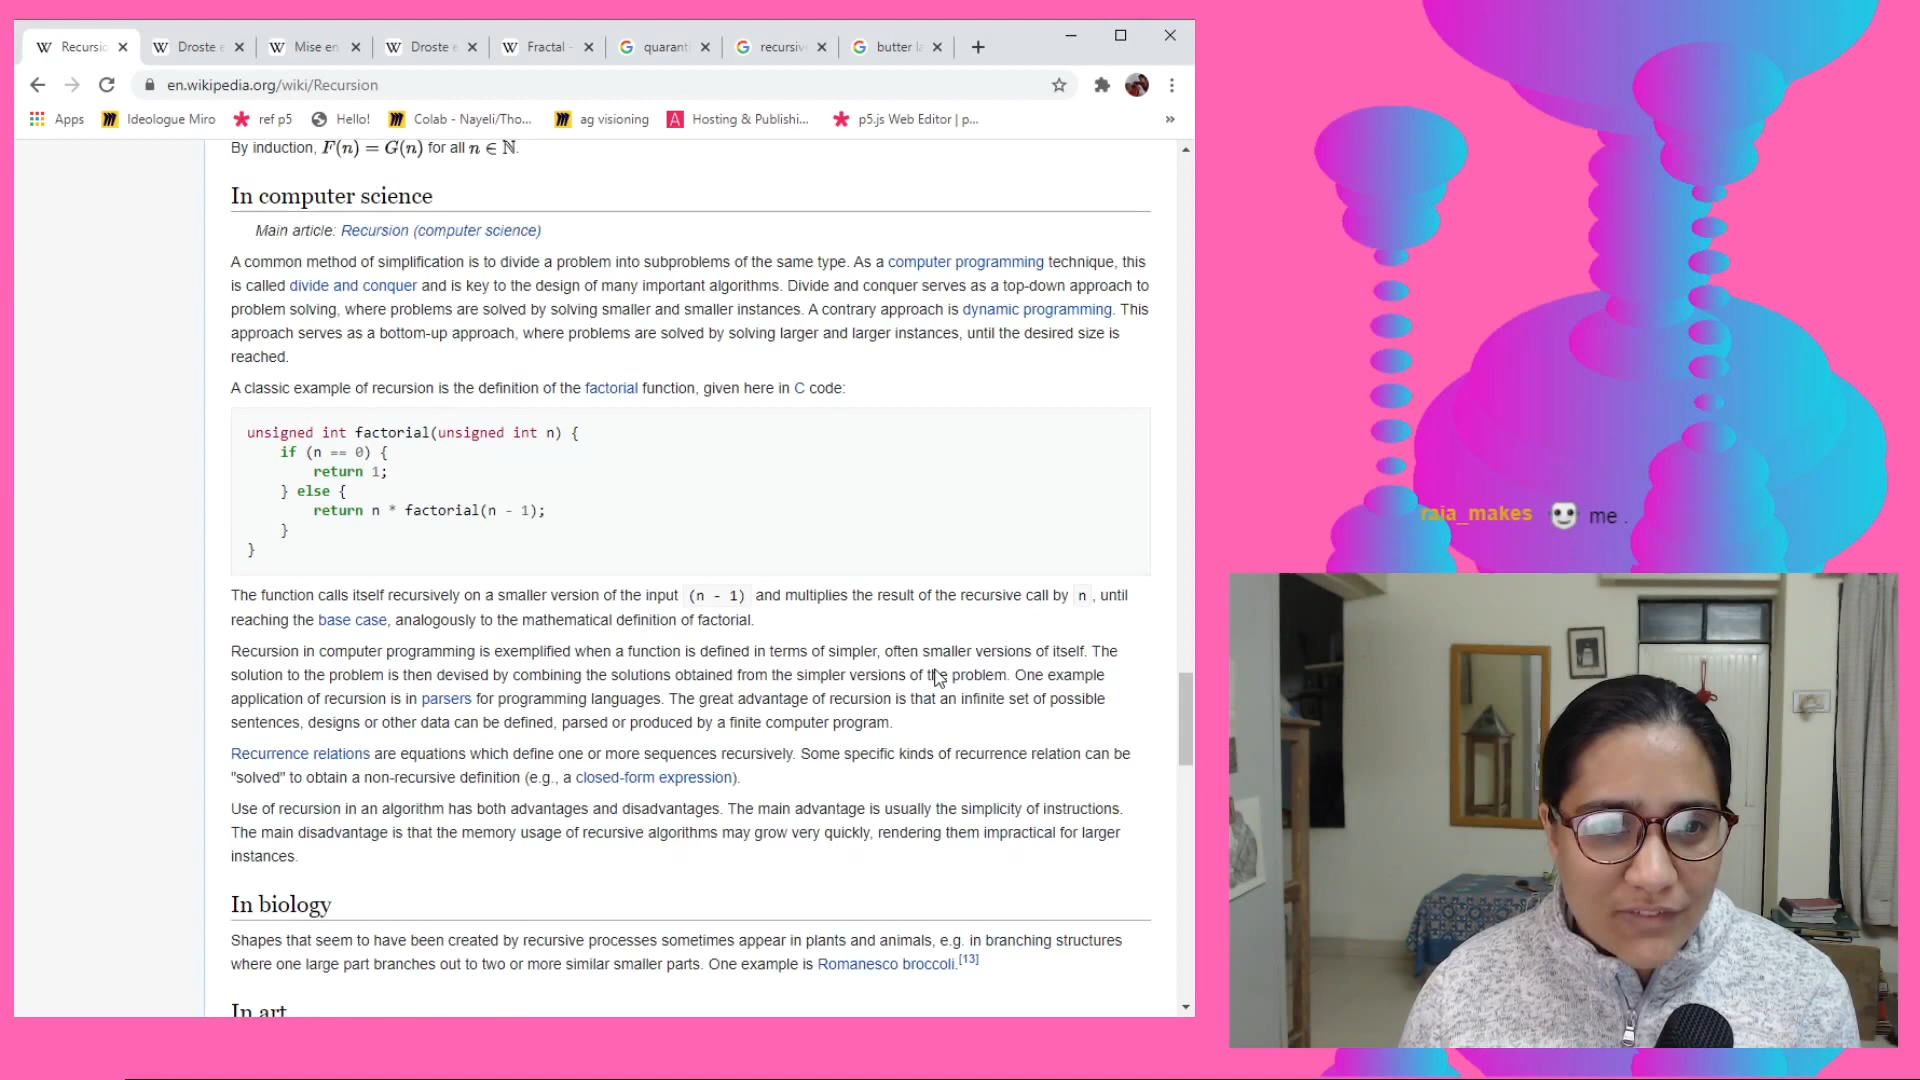 Recursio
Droste e
Mise en
Droste e
Fractal -
quaranti
recursiv
butter la
en.wikipedia.org/wiki/Recursion
Apps
Ideologue Miro
ref p5
Hello!
Colab - Nayeli/Tho...
ag visioning
Hosting & Publishi...
p5.js Web Editor | p...
»
By induction, F(n) = G(n) for all n ∈ ℕ.
In computer science
Main article: Recursion (computer science)
A common method of simplification is to divide a problem into subproblems of the same type. As a computer programming technique, this
is called divide and conquer and is key to the design of many important algorithms. Divide and conquer serves as a top-down approach to
problem solving, where problems are solved by solving smaller and smaller instances. A contrary approach is dynamic programming. This
approach serves as a bottom-up approach, where problems are solved by solving larger and larger instances, until the desired size is
reached.
A classic example of recursion is the definition of the factorial function, given here in C code:
unsigned int factorial(unsigned int n) {
if (n == 0) {
return 1;
} else {
return n * factorial(n - 1);
}
}
The function calls itself recursively on a smaller version of the input (n - 1) and multiplies the result of the recursive call by n , until
reaching the base case, analogously to the mathematical definition of factorial.
Recursion in computer programming is exemplified when a function is defined in terms of simpler, often smaller versions of itself. The
solution to the problem is then devised by combining the solutions obtained from the simpler versions of the problem. One example
application of recursion is in parsers for programming languages. The great advantage of recursion is that an infinite set of possible
sentences, designs or other data can be defined, parsed or produced by a finite computer program.
Recurrence relations are equations which define one or more sequences recursively. Some specific kinds of recurrence relation can be
"solved" to obtain a non-recursive definition (e.g., a closed-form expression).
Use of recursion in an algorithm has both advantages and disadvantages. The main advantage is usually the simplicity of instructions.
The main disadvantage is that the memory usage of recursive algorithms may grow very quickly, rendering them impractical for larger
instances.
In biology
Shapes that seem to have been created by recursive processes sometimes appear in plants and animals, e.g. in branching structures
where one large part branches out to two or more similar smaller parts. One example is Romanesco broccoli.[13]
In art
raia_makes me .